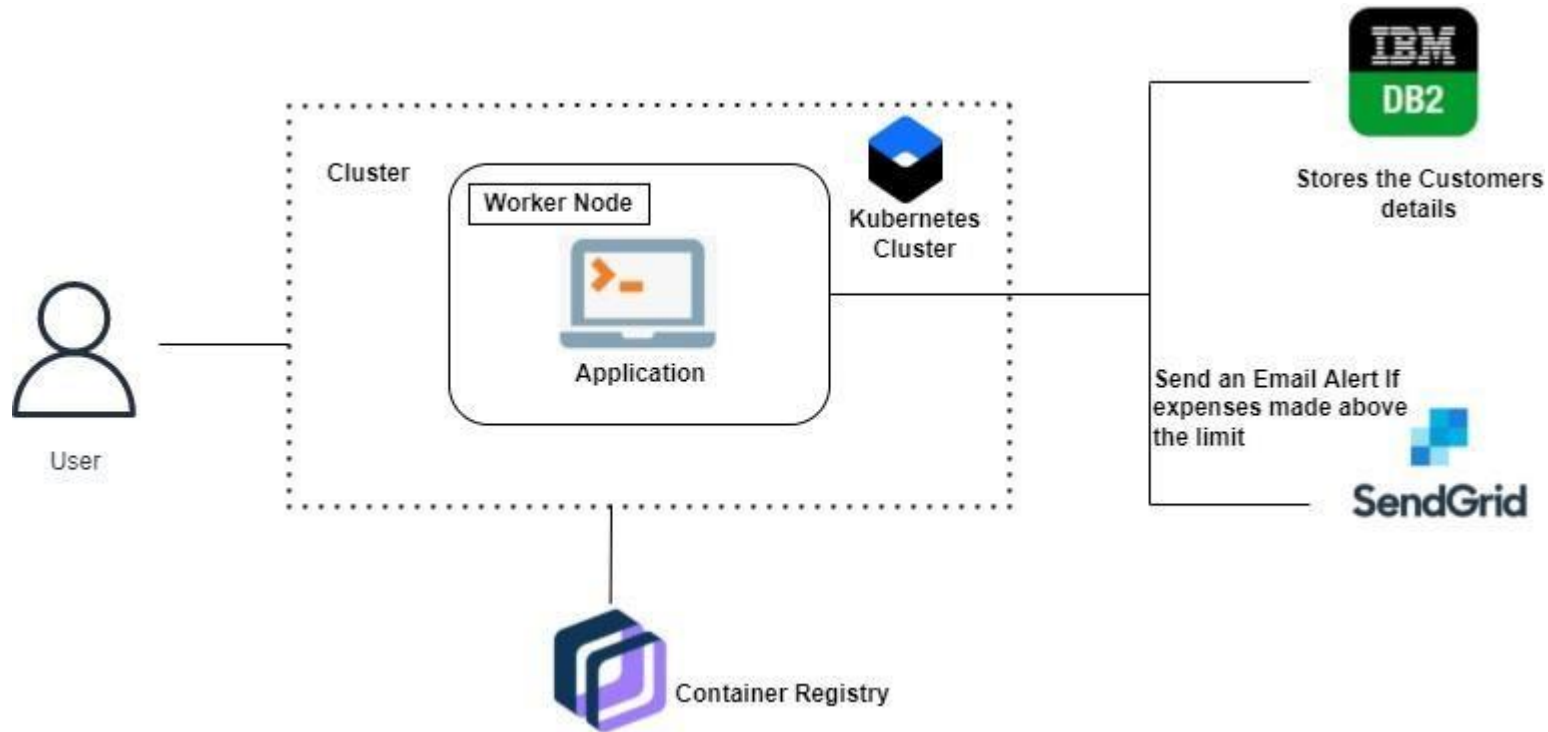 IBM
DB2
Stores the Customers
details
Cluster
Worker Node
Kubernetes
Cluster
Application
User
Send an Email Alert If
expenses made above
the limit
SendGrid
Container Registry